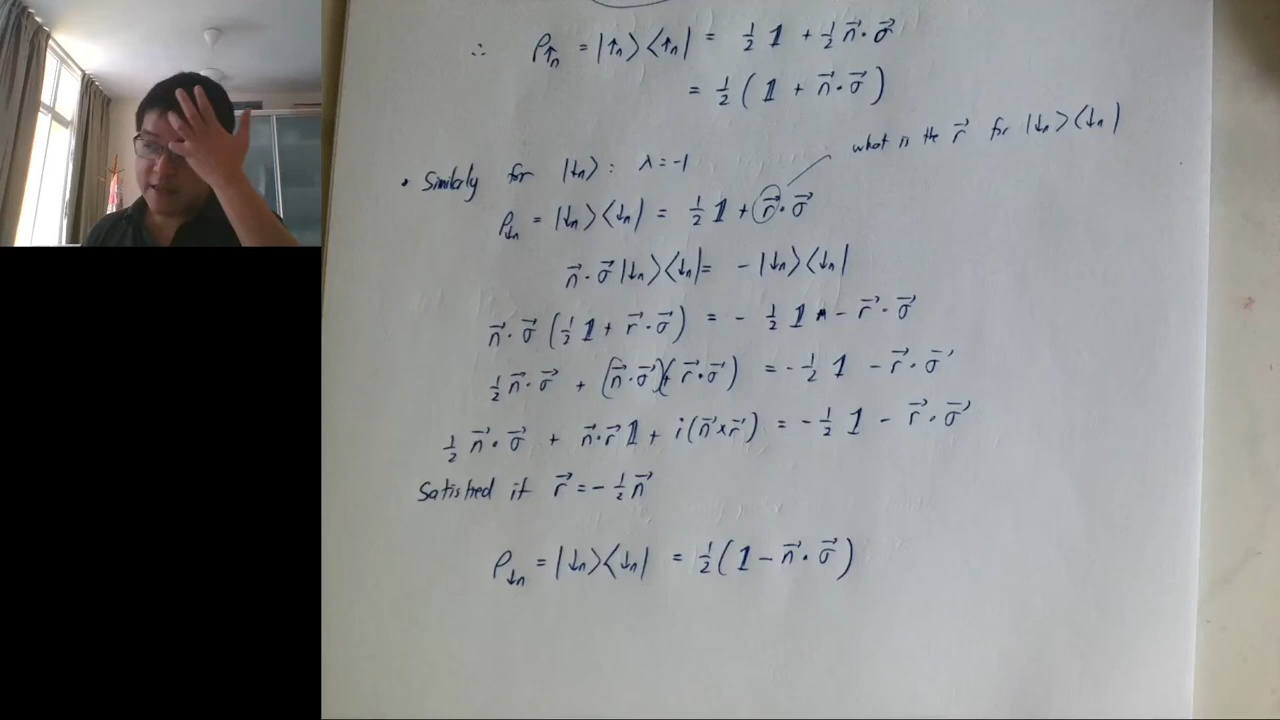 ∴ ρ↑n = |↑n⟩⟨↑n| = ½ 𝟙 + ½ n⃗·σ⃗
= ½ ( 𝟙 + n⃗·σ⃗ )
what is the r⃗ for |↓n⟩⟨↓n|
• Similarly for |↓n⟩ : λ = -1
ρ↓n = |↓n⟩⟨↓n| = ½ 𝟙 + r⃗·σ⃗
n⃗·σ⃗ |↓n⟩⟨↓n| = - |↓n⟩⟨↓n|
n⃗·σ⃗ (½ 𝟙 + r⃗·σ⃗) = - ½ 𝟙 - r⃗·σ⃗
½ n⃗·σ⃗ + (n⃗·σ⃗)(r⃗·σ⃗) = - ½ 𝟙 - r⃗·σ⃗
½ n⃗·σ⃗ + n⃗·r⃗ 𝟙 + i(n⃗×r⃗) = - ½ 𝟙 - r⃗·σ⃗
Satisfied if r⃗ = - ½ n⃗
ρ↓n = |↓n⟩⟨↓n| = ½ ( 𝟙 - n⃗·σ⃗ )